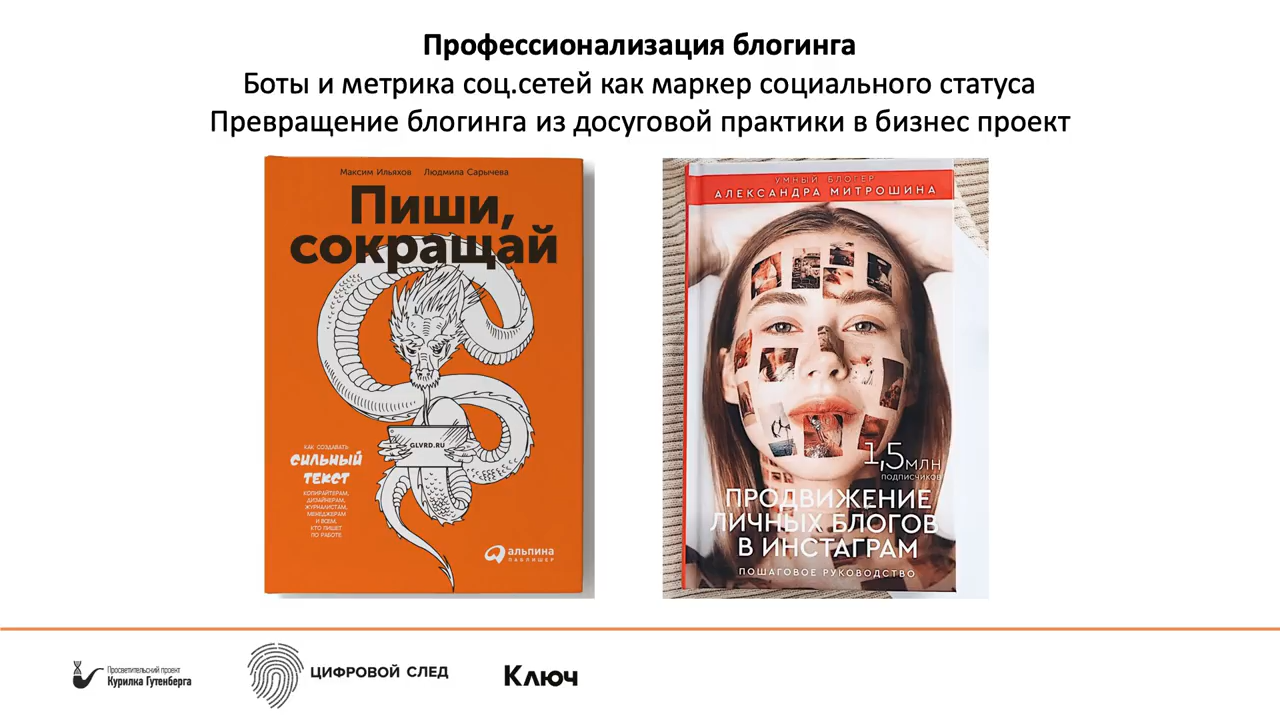 Профессионализация блогинга
Боты и метрика соц.сетей как маркер социального статуса
Превращение блогинга из досуговой практики в бизнес проект
Максим Ильяхов Людмила Сарычева
Пиши,
сокращай
GLVRD.RU
КАК СОЗДАВАТЬ
СИЛЬНЫЙ
ТЕКСТ
КОПИРАЙТЕРАМ,
ДИЗАЙНЕРАМ,
ЖУРНАЛИСТАМ,
МЕНЕДЖЕРАМ
И ВСЕМ,
КТО ПИШЕТ
ПО РАБОТЕ
альпина
ПАБЛИШЕР
УМНЫЙ БЛОГЕР
АЛЕКСАНДРА МИТРОШИНА
1,5 МЛН
ПОДПИСЧИКОВ
ПРОДВИЖЕНИЕ
ЛИЧНЫХ БЛОГОВ
В ИНСТАГРАМ
ПОШАГОВОЕ РУКОВОДСТВО
Просветительский проект
Курилка Гутенберга
ЦИФРОВОЙ СЛЕД
Ключ